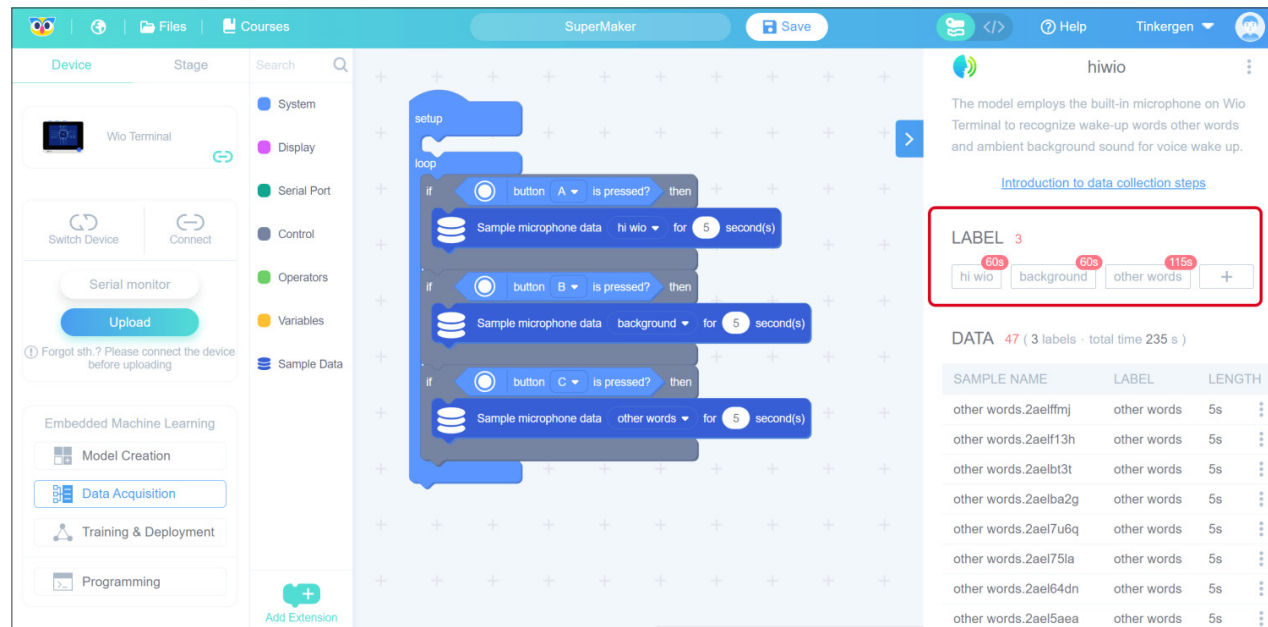 Files
Courses
SuperMaker
Save
</>
Help
Tinkergen
Device
Stage
Wio Terminal
Switch Device
Connect
Serial monitor
Upload
Forgot sth.? Please connect the device
before uploading
Embedded Machine Learning
Model Creation
Data Acquisition
Training & Deployment
Programming
Search
System
Display
Serial Port
Control
Operators
Variables
Sample Data
Add Extension
setup
loop
if button A is pressed? then
Sample microphone data hi wio for 5 second(s)
if button B is pressed? then
Sample microphone data background for 5 second(s)
if button C is pressed? then
Sample microphone data other words for 5 second(s)
hiwio
The model employs the built-in microphone on Wio
Terminal to recognize wake-up words other words
and ambient background sound for voice wake up.
Introduction to data collection steps
LABEL 3
60s 60s 115s
hi wio background other words +
DATA 47 ( 3 labels · total time 235 s )
SAMPLE NAME LABEL LENGTH
other words.2aelffmj other words 5s
other words.2aelf13h other words 5s
other words.2aelbt3t other words 5s
other words.2aelba2g other words 5s
other words.2ael7u6q other words 5s
other words.2ael75la other words 5s
other words.2ael64dn other words 5s
other words.2ael5aea other words 5s